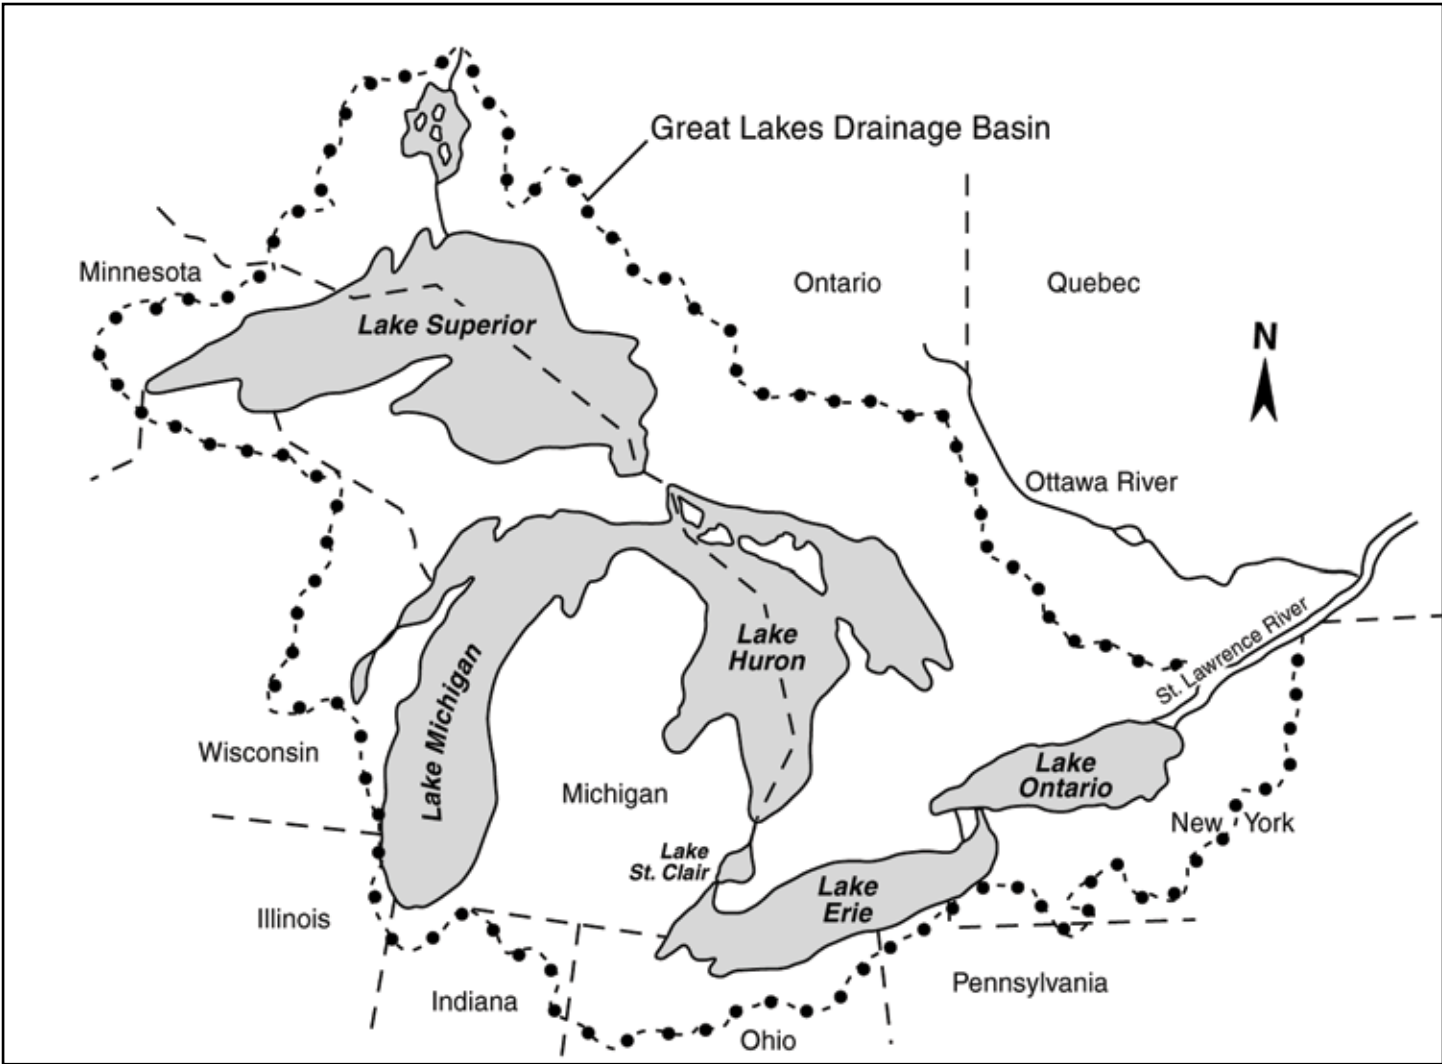 Great Lakes Drainage Basin
Minnesota
Ontario
Quebec
Lake Superior
N
Ottawa River
Lake
Huron
St. Lawrence River
Lake Michigan
Wisconsin
Lake
Ontario
Michigan
New York
Lake
St. Clair
Lake
Erie
Illinois
Pennsylvania
Indiana
Ohio